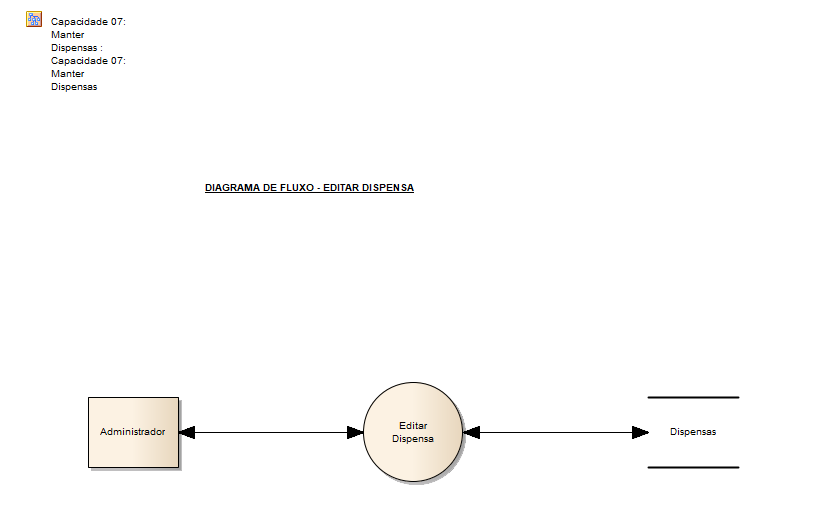 Capacidade 07:
Manter
Dispensas :
Capacidade 07:
Manter
Dispensas
DIAGRAMA DE FLUXO - EDITAR DISPENSA
Administrador
Editar
Dispensa
Dispensas